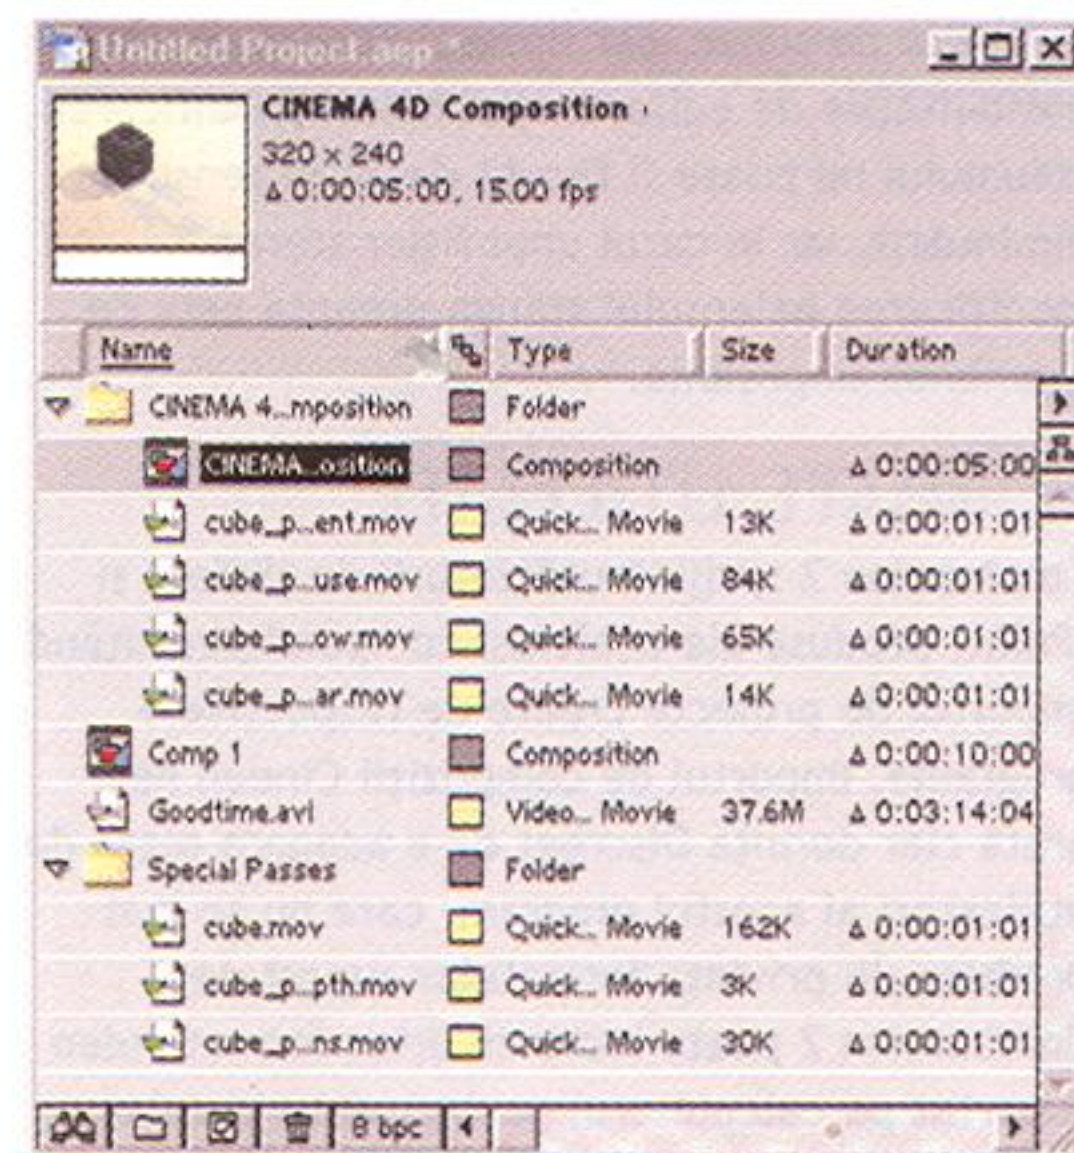 Untitled Project.aep *
CINEMA 4D Composition
320 x 240
Δ 0:00:05:00, 15.00 fps
Name Type Size Duration
CINEMA 4...mposition Folder
CINEMA...osition Composition Δ 0:00:05:00
cube_p...ent.mov Quick... Movie 13K Δ 0:00:01:01
cube_p...use.mov Quick... Movie 84K Δ 0:00:01:01
cube_p...ow.mov Quick... Movie 65K Δ 0:00:01:01
cube_p...ar.mov Quick... Movie 14K Δ 0:00:01:01
Comp 1 Composition Δ 0:00:10:00
Goodtime.avi Video... Movie 37.6M Δ 0:03:14:04
Special Passes Folder
cube.mov Quick... Movie 162K Δ 0:00:01:01
cube_p...pth.mov Quick... Movie 3K Δ 0:00:01:01
cube_p...ns.mov Quick... Movie 30K Δ 0:00:01:01
8 bpc